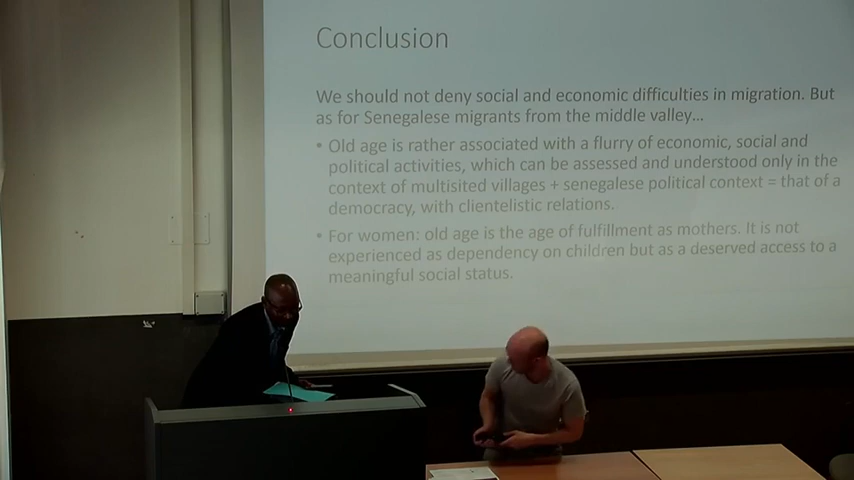 Conclusion
We should not deny social and economic difficulties in migration. But
as for Senegalese migrants from the middle valley...
• Old age is rather associated with a flurry of economic, social and
political activities, which can be assessed and understood only in the
context of multisited villages + senegalese political context = that of a
democracy, with clientelistic relations.
• For women: old age is the age of fulfillment as mothers. It is not
experienced as dependency on children but as a deserved access to a
meaningful social status.